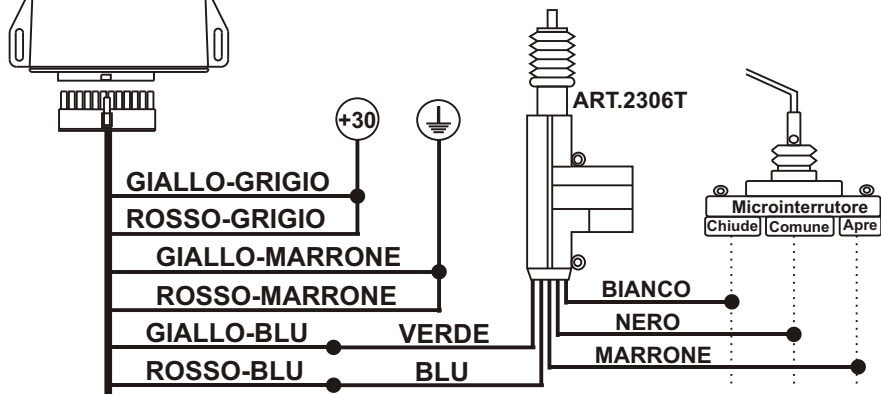 +30
ART.2306T
GIALLO-GRIGIO
ROSSO-GRIGIO
GIALLO-MARRONE
ROSSO-MARRONE
GIALLO-BLU VERDE
ROSSO-BLU BLU
Microinterrutore
Chiude Comune Apre
BIANCO
NERO
MARRONE